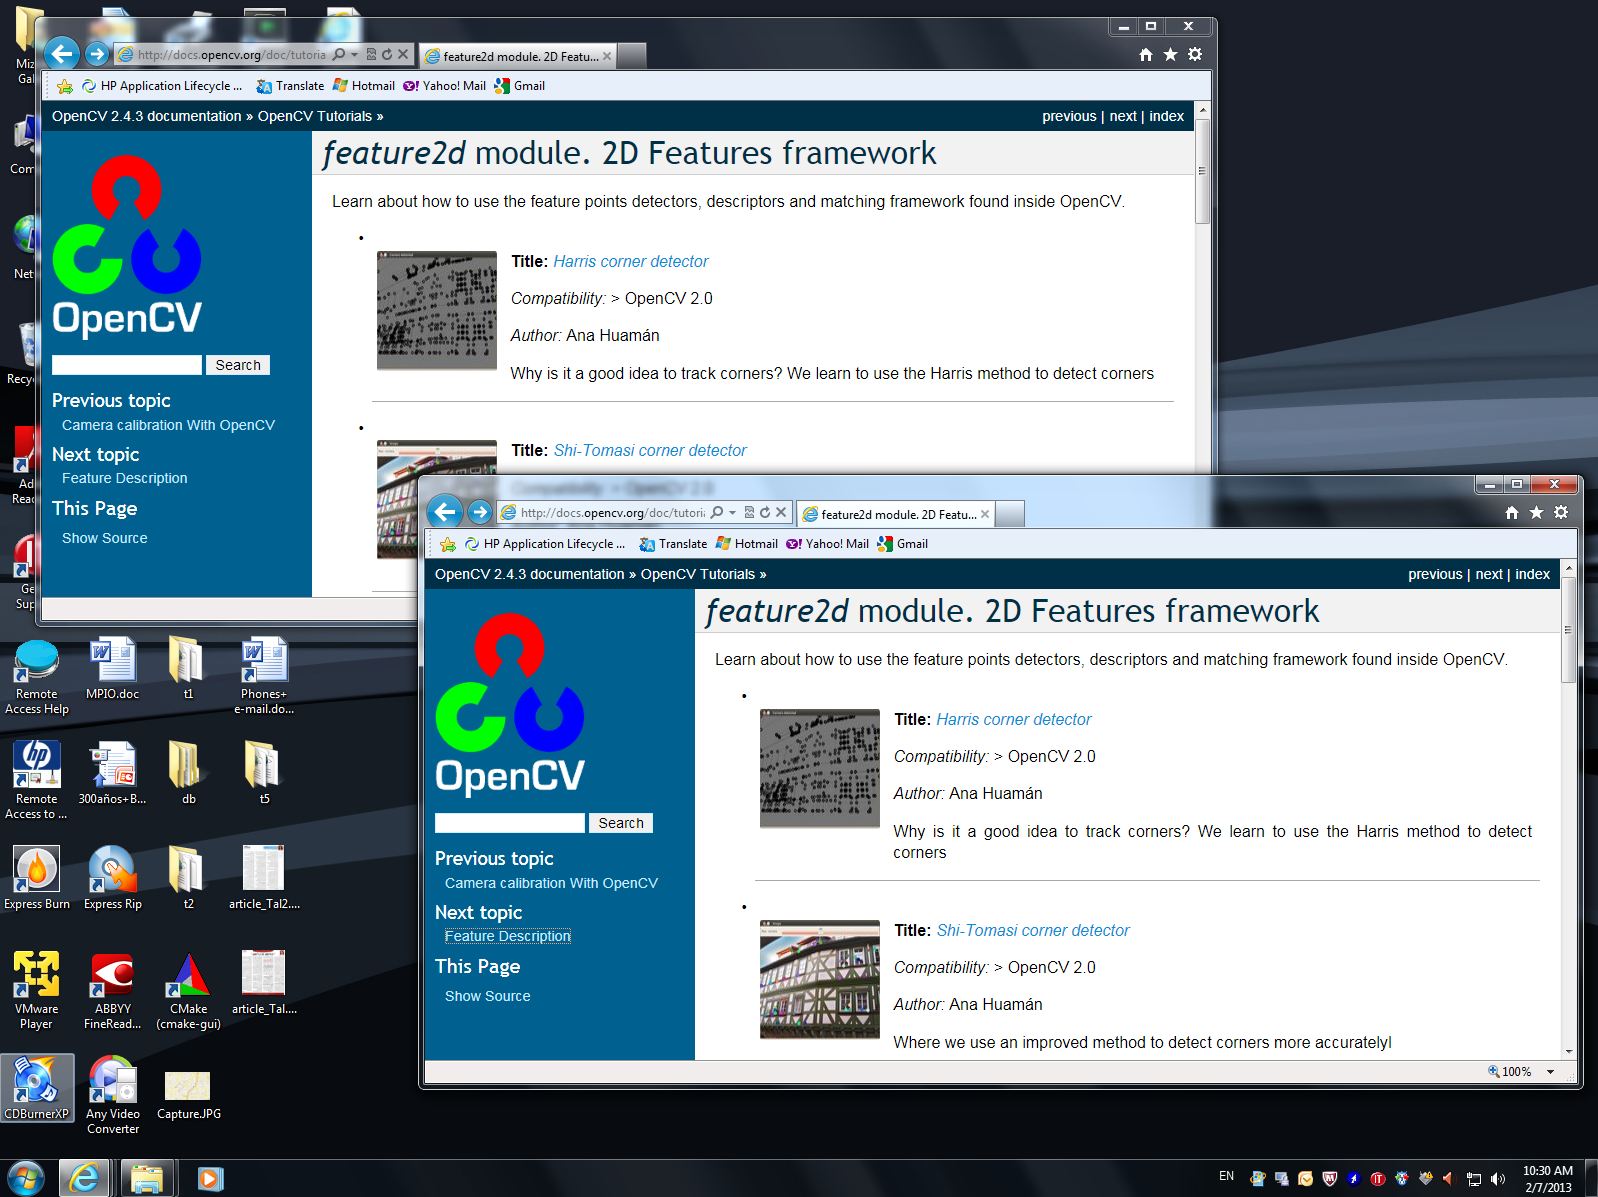 http://docs.opencv.org/doc/tutoria
feature2d module. 2D Featu...
HP Application Lifecycle ...
Translate
Hotmail
Yahoo! Mail
Gmail
OpenCV 2.4.3 documentation » OpenCV Tutorials »
previous | next | index
feature2d module. 2D Features framework
Learn about how to use the feature points detectors, descriptors and matching framework found inside OpenCV.
Title: Harris corner detector
Compatibility: > OpenCV 2.0
Author: Ana Huamán
Why is it a good idea to track corners? We learn to use the Harris method to detect corners
Title: Shi-Tomasi corner detector
Compatibility: > OpenCV 2.0
OpenCV
Search
Previous topic
Camera calibration With OpenCV
Next topic
Feature Description
This Page
Show Source
http://docs.opencv.org/doc/tutoria
feature2d module. 2D Featu...
HP Application Lifecycle ...
Translate
Hotmail
Yahoo! Mail
Gmail
OpenCV 2.4.3 documentation » OpenCV Tutorials »
previous | next | index
feature2d module. 2D Features framework
Learn about how to use the feature points detectors, descriptors and matching framework found inside OpenCV.
Title: Harris corner detector
Compatibility: > OpenCV 2.0
Author: Ana Huamán
Why is it a good idea to track corners? We learn to use the Harris method to detect
corners
Title: Shi-Tomasi corner detector
Compatibility: > OpenCV 2.0
Author: Ana Huamán
Where we use an improved method to detect corners more accurately
OpenCV
Search
Previous topic
Camera calibration With OpenCV
Next topic
Feature Description
This Page
Show Source
100%
Miz
Gal
Com
Net
Recyc
Ad
Read
Ge
Sup
Remote
Access Help
MPIO.doc
t1
Phones+
e-mail.do...
Remote
Access to ...
300años+B...
db
t5
Express Burn
Express Rip
t2
article_Tal2....
VMware
Player
ABBYY
FineRead...
CMake
(cmake-gui)
article_Tal....
CDBurnerXP
Any Video
Converter
Capture.JPG
EN
10:30 AM
2/7/2013